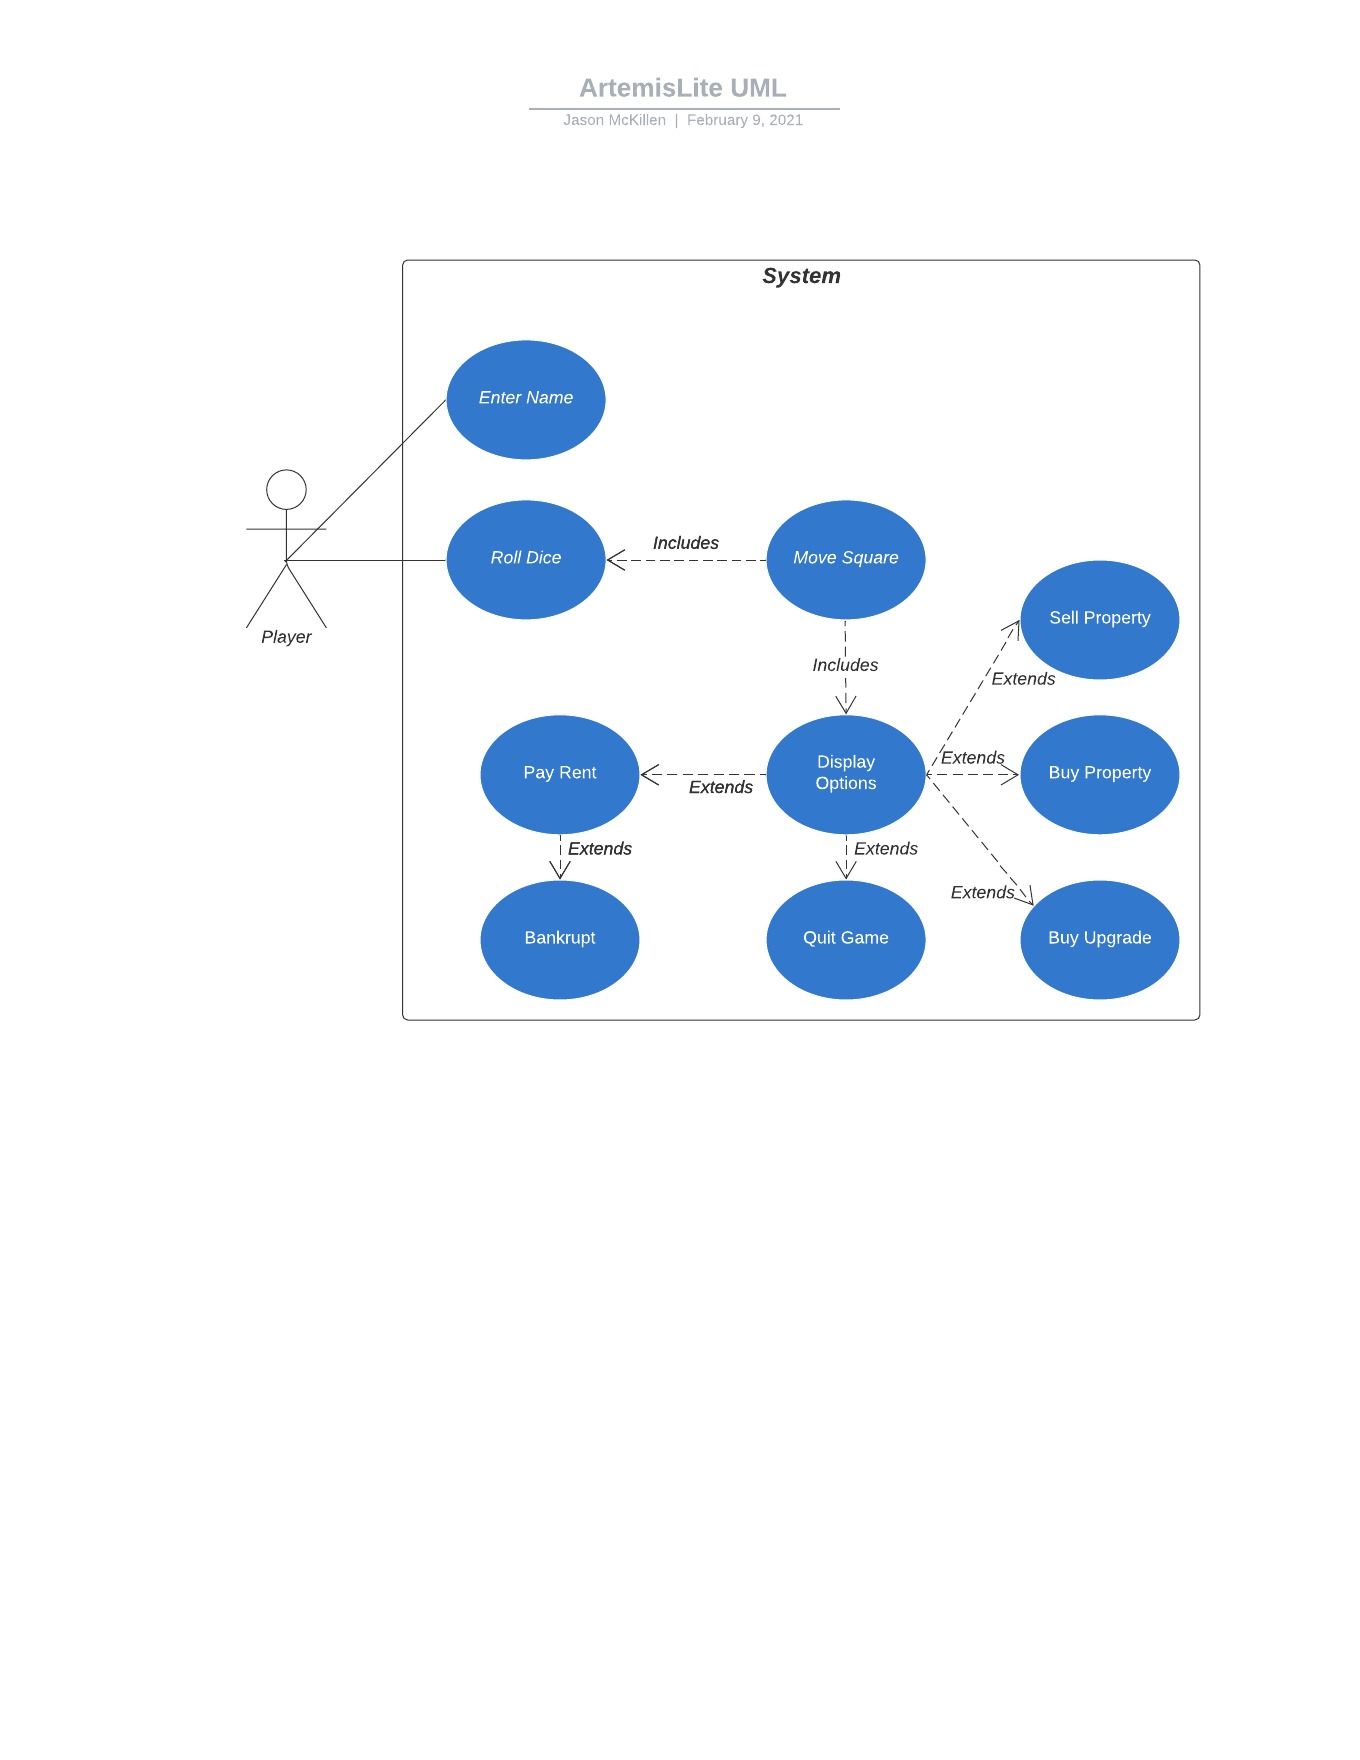 ArtemisLite UML
Jason McKillen | February 9, 2021
System
Enter Name
Roll Dice
Includes
Move Square
Player
Includes
Sell Property
Extends
Pay Rent
Extends
Display
Options
Extends
Buy Property
Extends
Extends
Extends
Bankrupt
Quit Game
Buy Upgrade